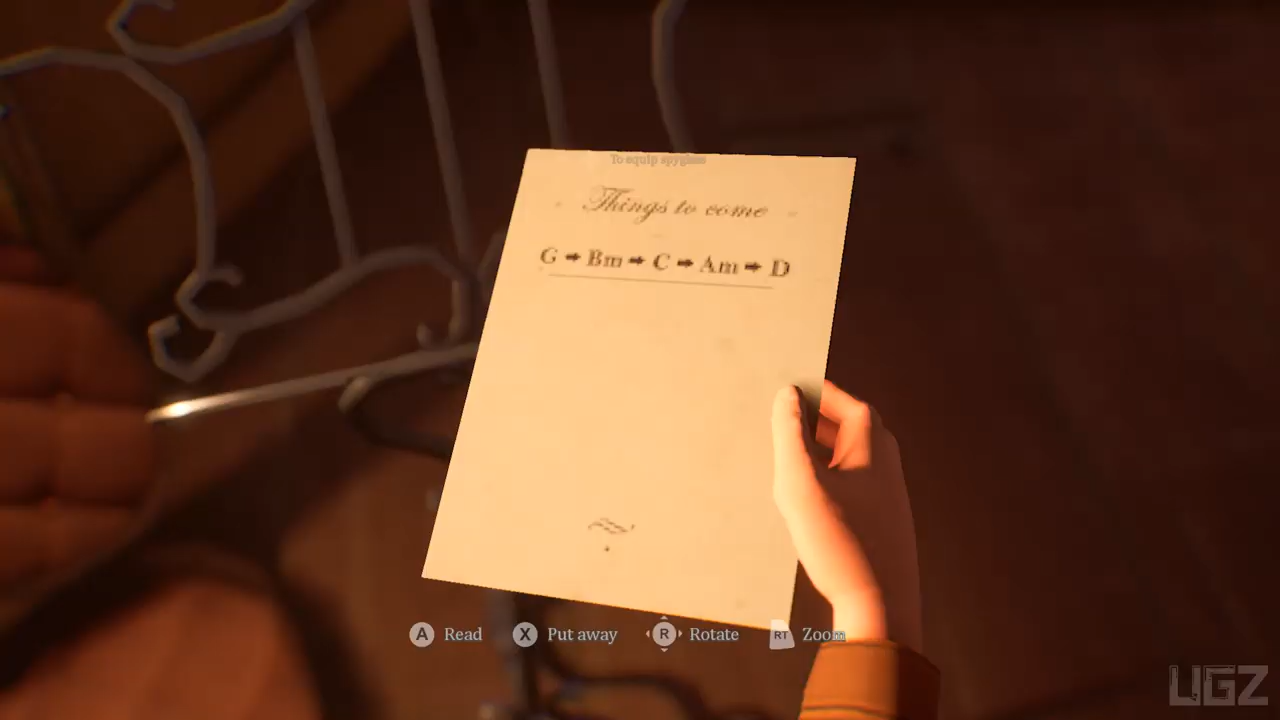 To equip spyglass
Things to come
G ➡ Bm ➡ C ➡ Am ➡ D
A Read X Put away R Rotate RT Zoom
UGZ